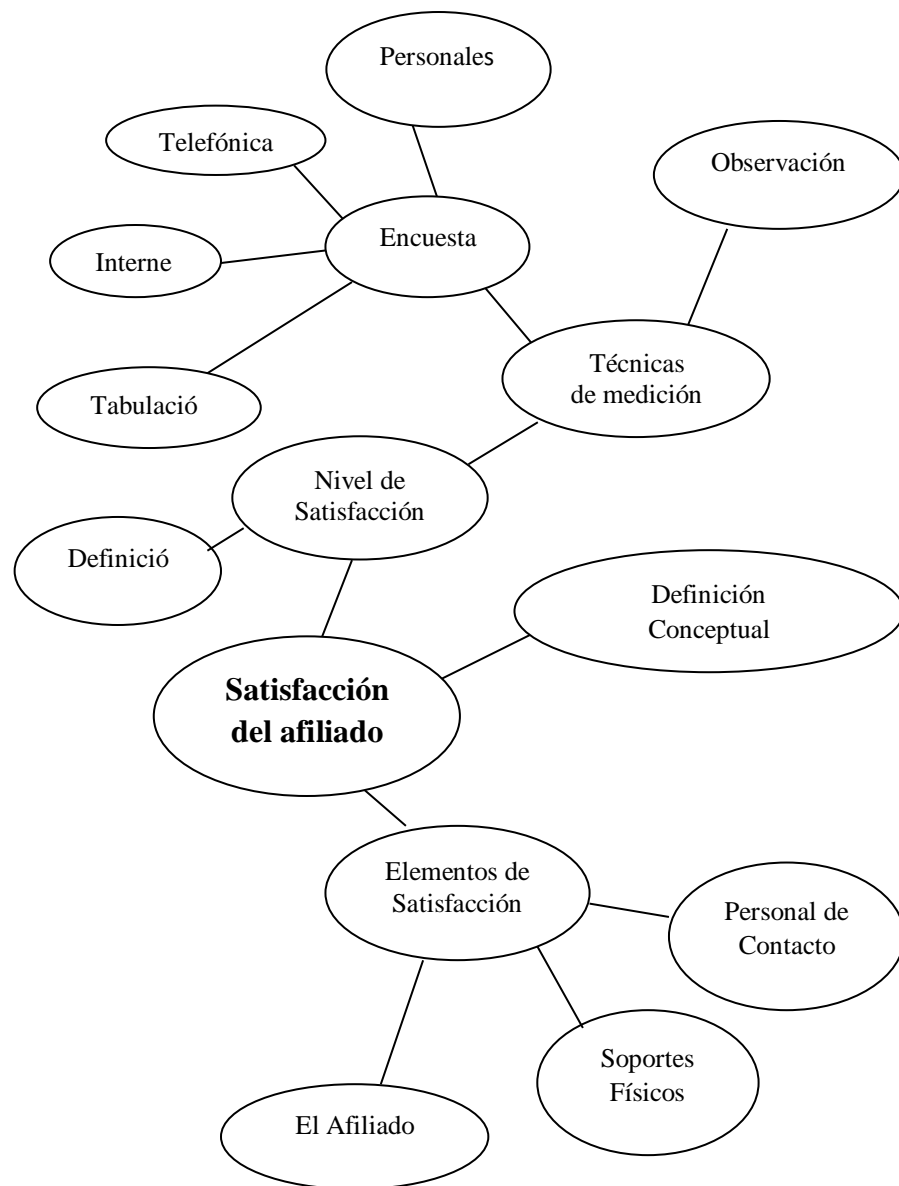 Personales
Telefónica
Observación
Encuesta
Interne
Técnicas
de medición
Tabulació
Nivel de
Satisfacción
Definició
Definición
Conceptual
Satisfacción
del afiliado
Elementos de
Satisfacción
Personal de
Contacto
Soportes
Físicos
El Afiliado